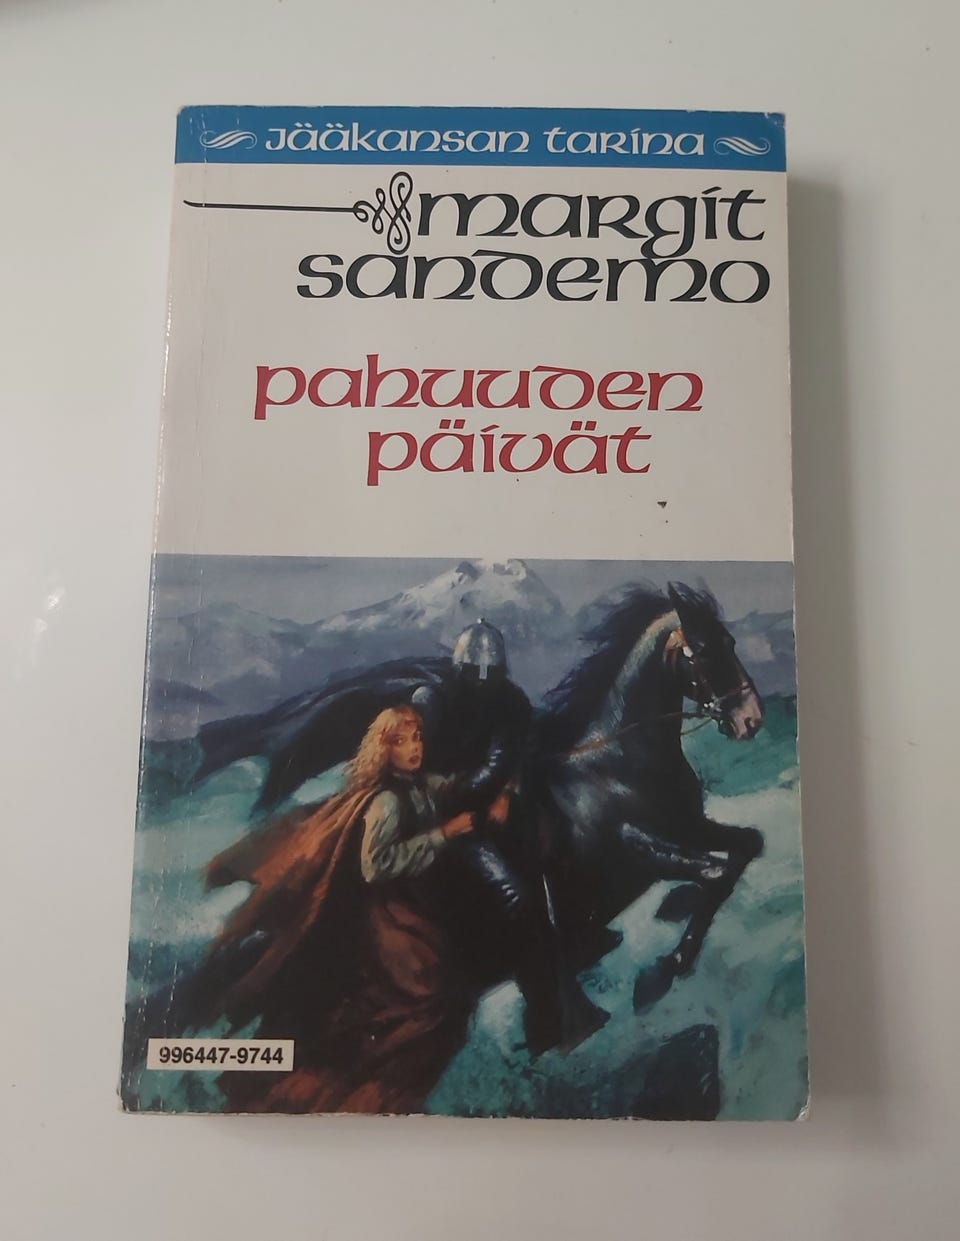 Jääkansan tarina
margit
sandemo
pahuuden
päivät
996447-9744